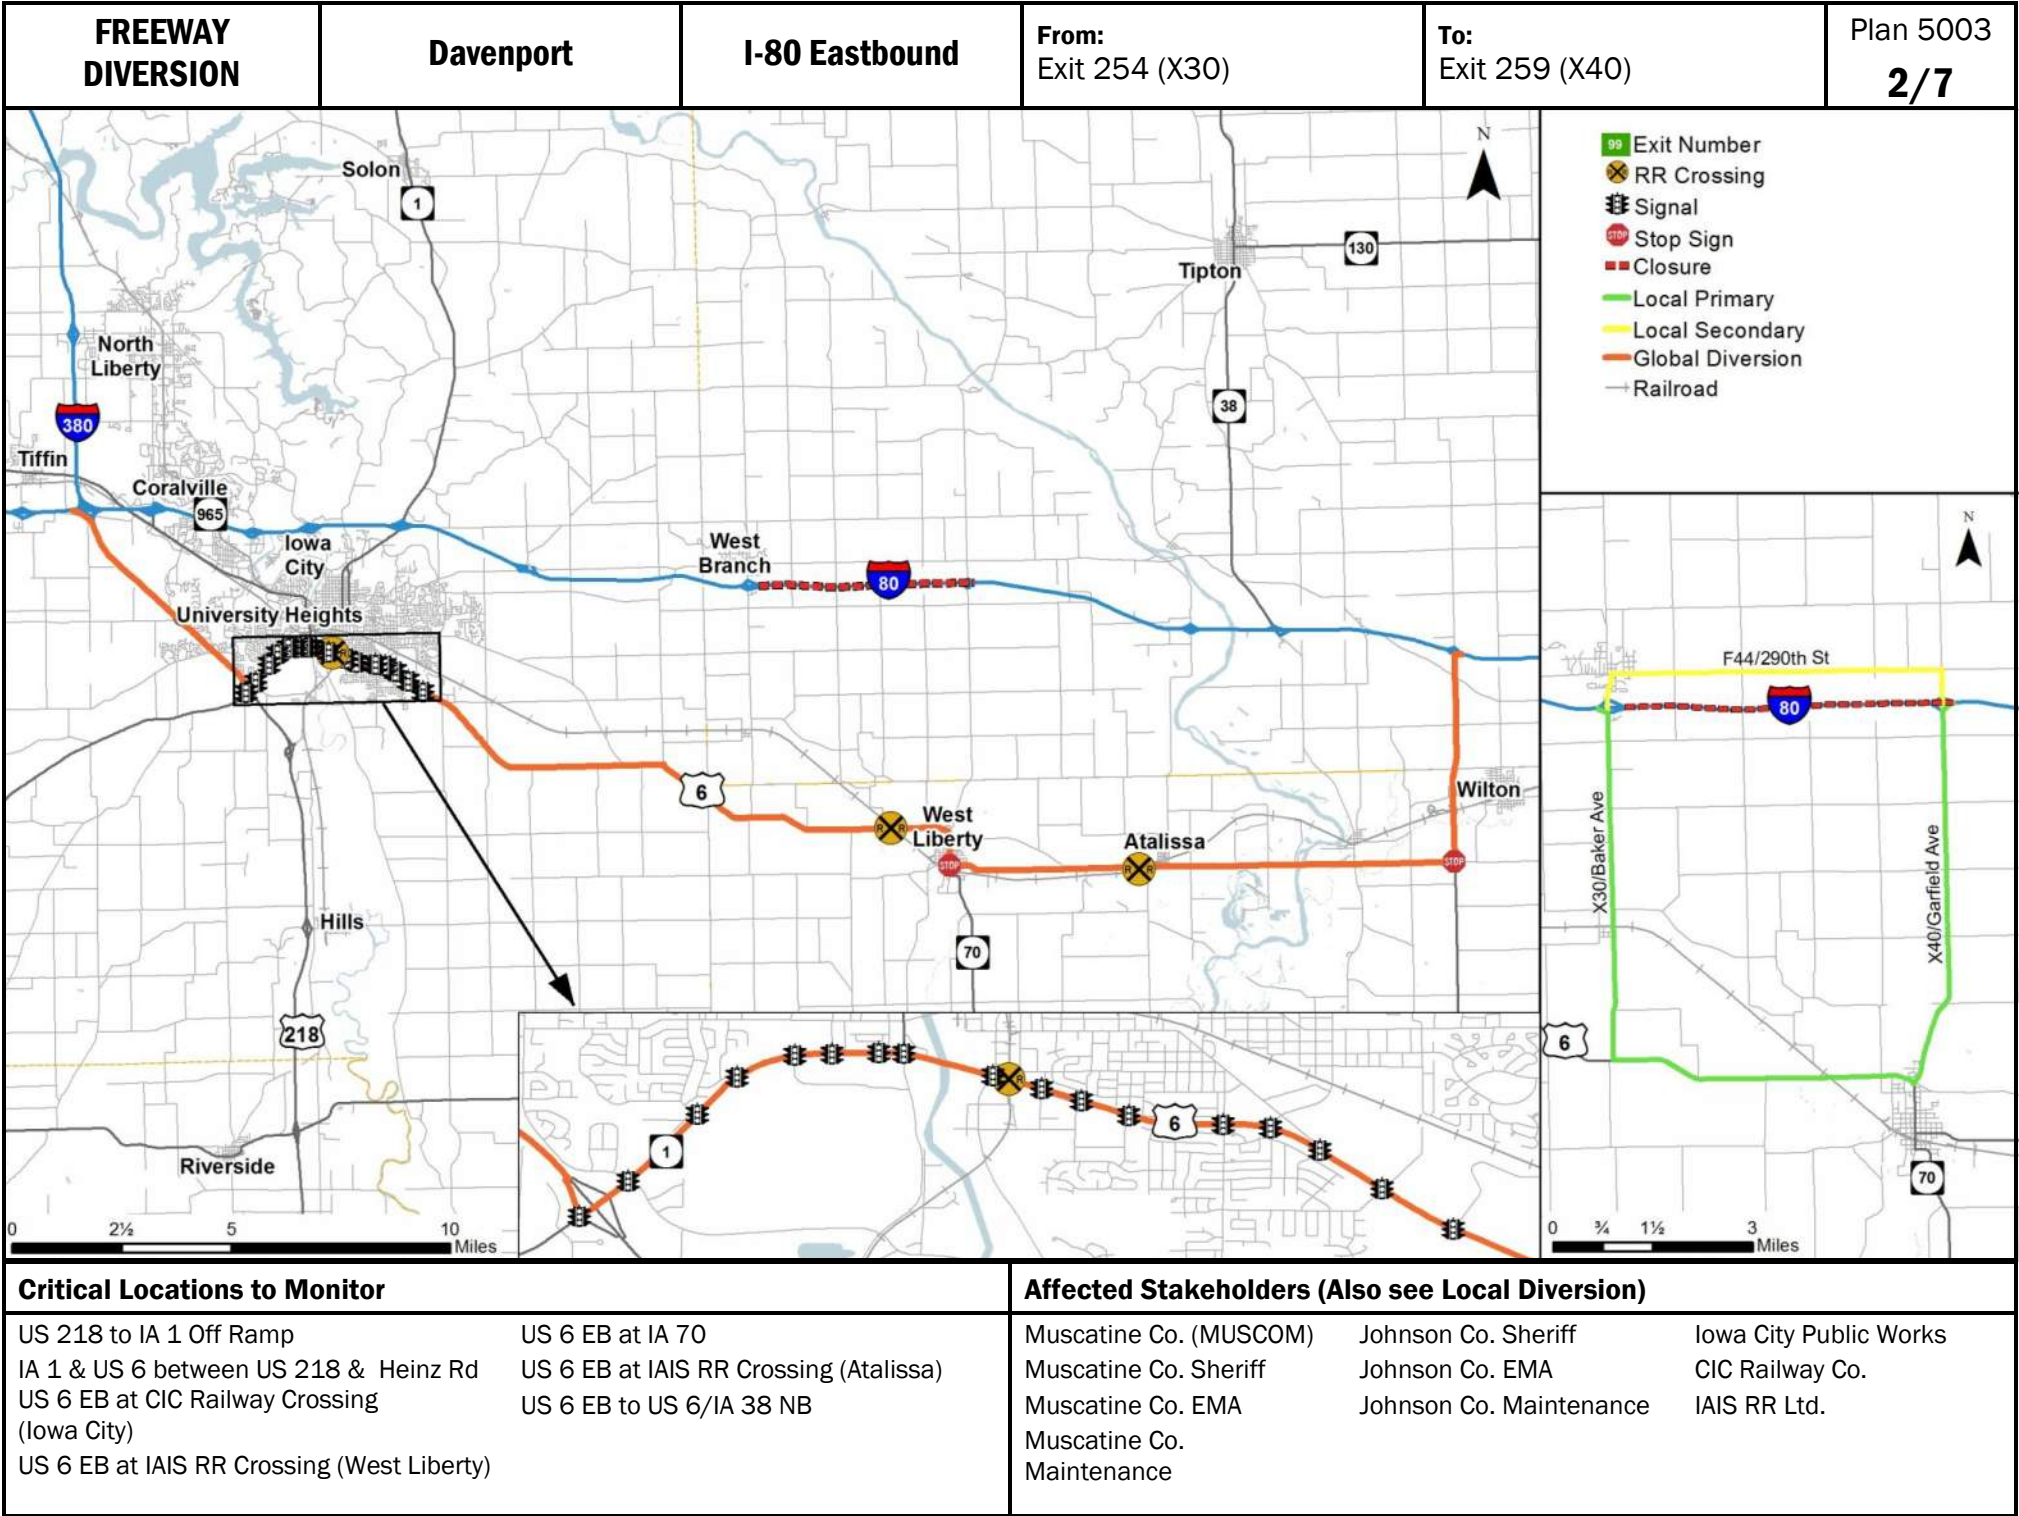 FREEWAY
DIVERSION
Davenport
I-80 Eastbound
From:
Exit 254 (X30)
To:
Exit 259 (X40)
Plan 5003
2/7
Solon
1
N
130
Tipton
North
Liberty
38
380
Tiffin
Coralville
965
Iowa
City
West
Branch
80
University Heights
6
West
Liberty
STOP
Atalissa
Wilton
STOP
Hills
70
218
Riverside
0
2½
5
10
Miles
1
6
99
Exit Number
RR Crossing
Signal
STOP
Stop Sign
Closure
Local Primary
Local Secondary
Global Diversion
Railroad
N
F44/290th St
80
X30/Baker Ave
X40/Garfield Ave
6
70
0
¾
1½
3
Miles
Critical Locations to Monitor
US 218 to IA 1 Off Ramp
IA 1 & US 6 between US 218 & Heinz Rd
US 6 EB at CIC Railway Crossing
(Iowa City)
US 6 EB at IAIS RR Crossing (West Liberty)
US 6 EB at IA 70
US 6 EB at IAIS RR Crossing (Atalissa)
US 6 EB to US 6/IA 38 NB
Affected Stakeholders (Also see Local Diversion)
Muscatine Co. (MUSCOM)
Muscatine Co. Sheriff
Muscatine Co. EMA
Muscatine Co.
Maintenance
Johnson Co. Sheriff
Johnson Co. EMA
Johnson Co. Maintenance
Iowa City Public Works
CIC Railway Co.
IAIS RR Ltd.